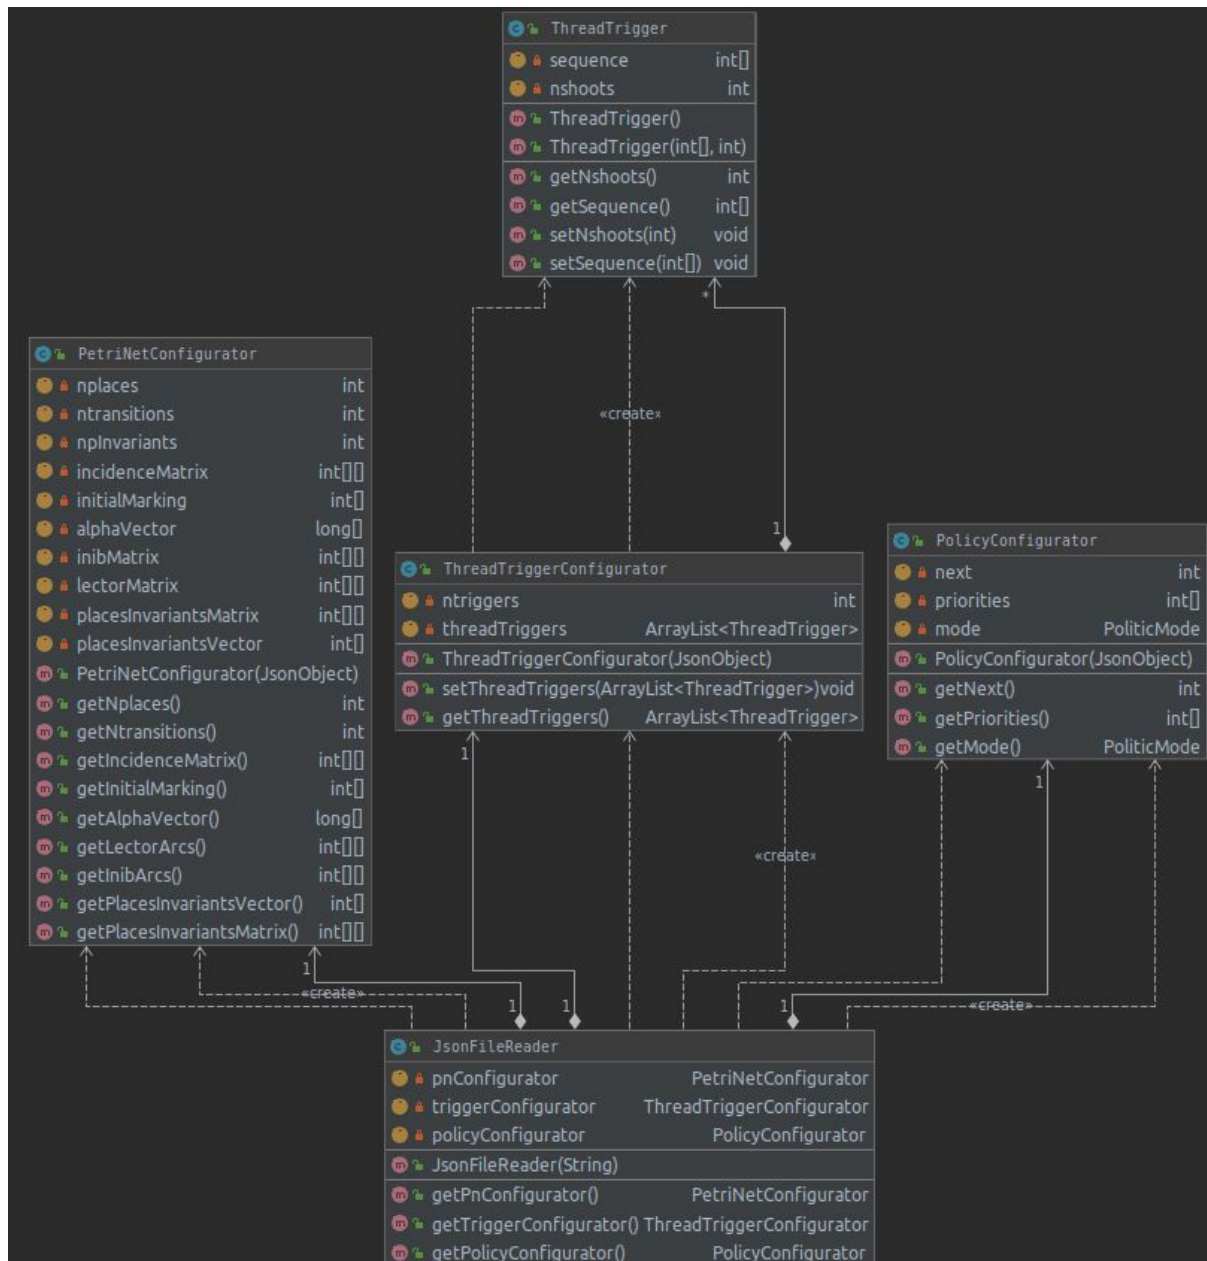 ThreadTrigger
sequence int[]
nshoots int
ThreadTrigger()
ThreadTrigger(int[], int)
getNshoots() int
getSequence() int[]
setNshoots(int) void
setSequence(int[]) void
*
«create»
1
PetriNetConfigurator
nplaces int
ntransitions int
npInvariants int
incidenceMatrix int[][]
initialMarking int[]
alphaVector long[]
inibMatrix int[][]
lectorMatrix int[][]
placesInvariantsMatrix int[][]
placesInvariantsVector int[]
PetriNetConfigurator(JsonObject)
getNplaces() int
getNtransitions() int
getIncidenceMatrix() int[][]
getInitialMarking() int[]
getAlphaVector() long[]
getLectorArcs() int[][]
getInibArcs() int[][]
getPlacesInvariantsVector() int[]
getPlacesInvariantsMatrix() int[][]
ThreadTriggerConfigurator
ntriggers int
threadTriggers ArrayList<ThreadTrigger>
ThreadTriggerConfigurator(JsonObject)
setThreadTriggers(ArrayList<ThreadTrigger>)void
getThreadTriggers() ArrayList<ThreadTrigger>
PolicyConfigurator
next int
priorities int[]
mode PoliticMode
PolicyConfigurator(JsonObject)
getNext() int
getPriorities() int[]
getMode() PoliticMode
1
1
«create»
1
«create»
«create»
1
1
1
JsonFileReader
pnConfigurator PetriNetConfigurator
triggerConfigurator ThreadTriggerConfigurator
policyConfigurator PolicyConfigurator
JsonFileReader(String)
getPnConfigurator() PetriNetConfigurator
getTriggerConfigurator() ThreadTriggerConfigurator
getPolicyConfigurator() PolicyConfigurator